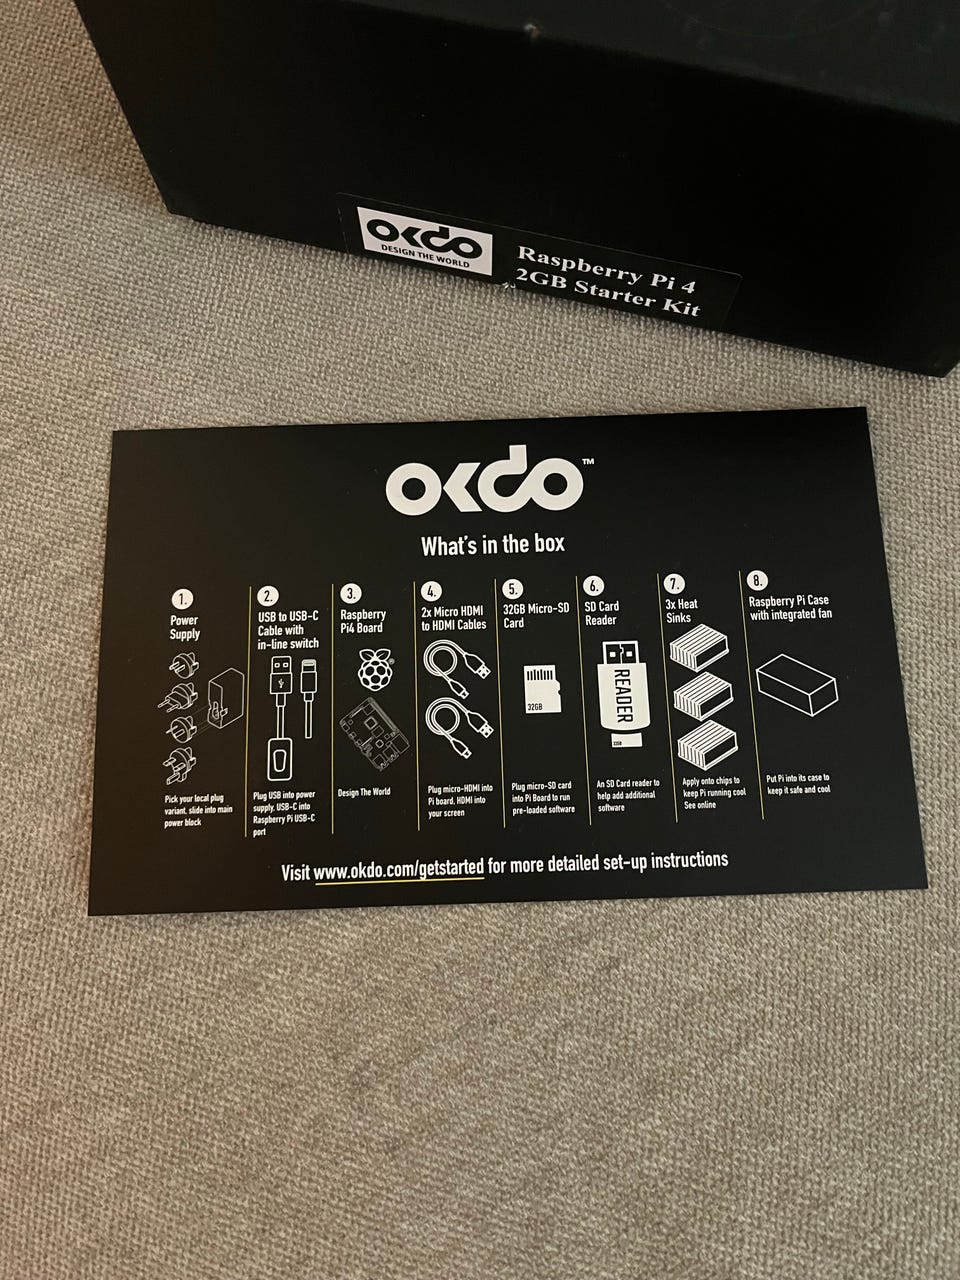 OKdo
DESIGN THE WORLD
Raspberry Pi 4
2GB Starter Kit
OKdo™
What's in the box
1.
Power
Supply
Pick your local plug
variant, slide into main
power block
2.
USB to USB-C
Cable with
in-line switch
Plug USB into power
supply, USB-C into
Raspberry Pi USB-C
port
3.
Raspberry
Pi4 Board
Design The World
4.
2x Micro HDMI
to HDMI Cables
Plug micro-HDMI into
Pi board, HDMI into
your screen
5.
32GB Micro-SD
Card
32GB
Plug micro-SD card
into Pi Board to run
pre-loaded software
6.
SD Card
Reader
READER
32GB
An SD Card reader to
help add additional
software
7.
3x Heat
Sinks
Apply onto chips to
keep Pi running cool
See online
8.
Raspberry Pi Case
with integrated fan
Put Pi into its case to
keep it safe and cool
Visit www.okdo.com/getstarted for more detailed set-up instructions